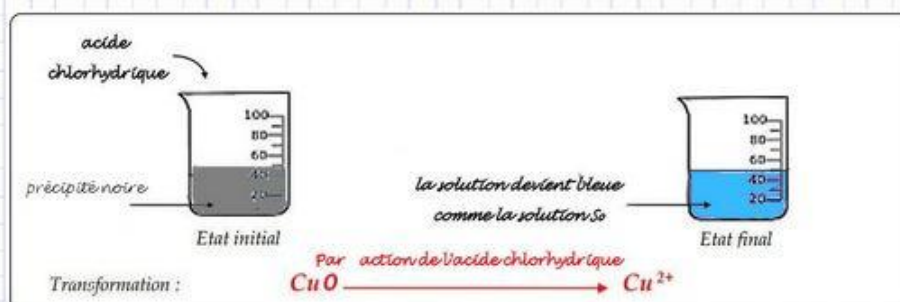 acide
chlorhydrique
100
80
60
40
20
précipité noire
Etat initial
la solution devient bleue
comme la solution S₀
100
80
60
40
20
Etat final
Par action de l'acide chlorhydrique
Transformation : CuO Cu²⁺